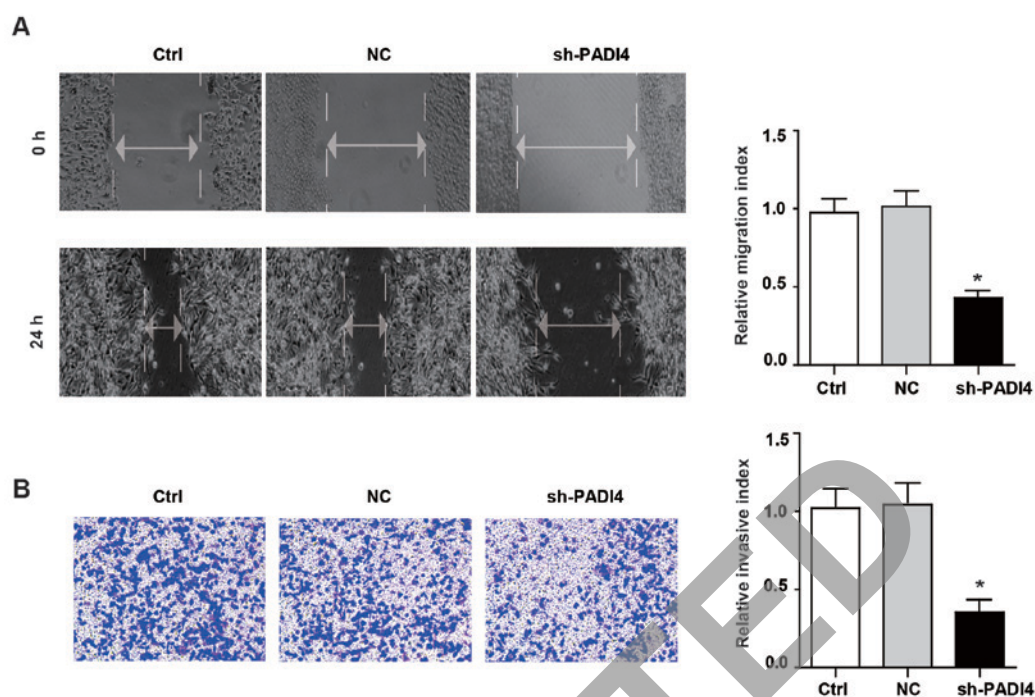 A
Ctrl NC sh-PADI4
0 h
24 h
Relative migration index
1.5
1.0
0.5
0.0
*
Ctrl NC sh-PADI4
B
Ctrl NC sh-PADI4
Relative invasive index
1.5
1.0
0.5
0.0
*
Ctrl NC sh-PADI4
TED